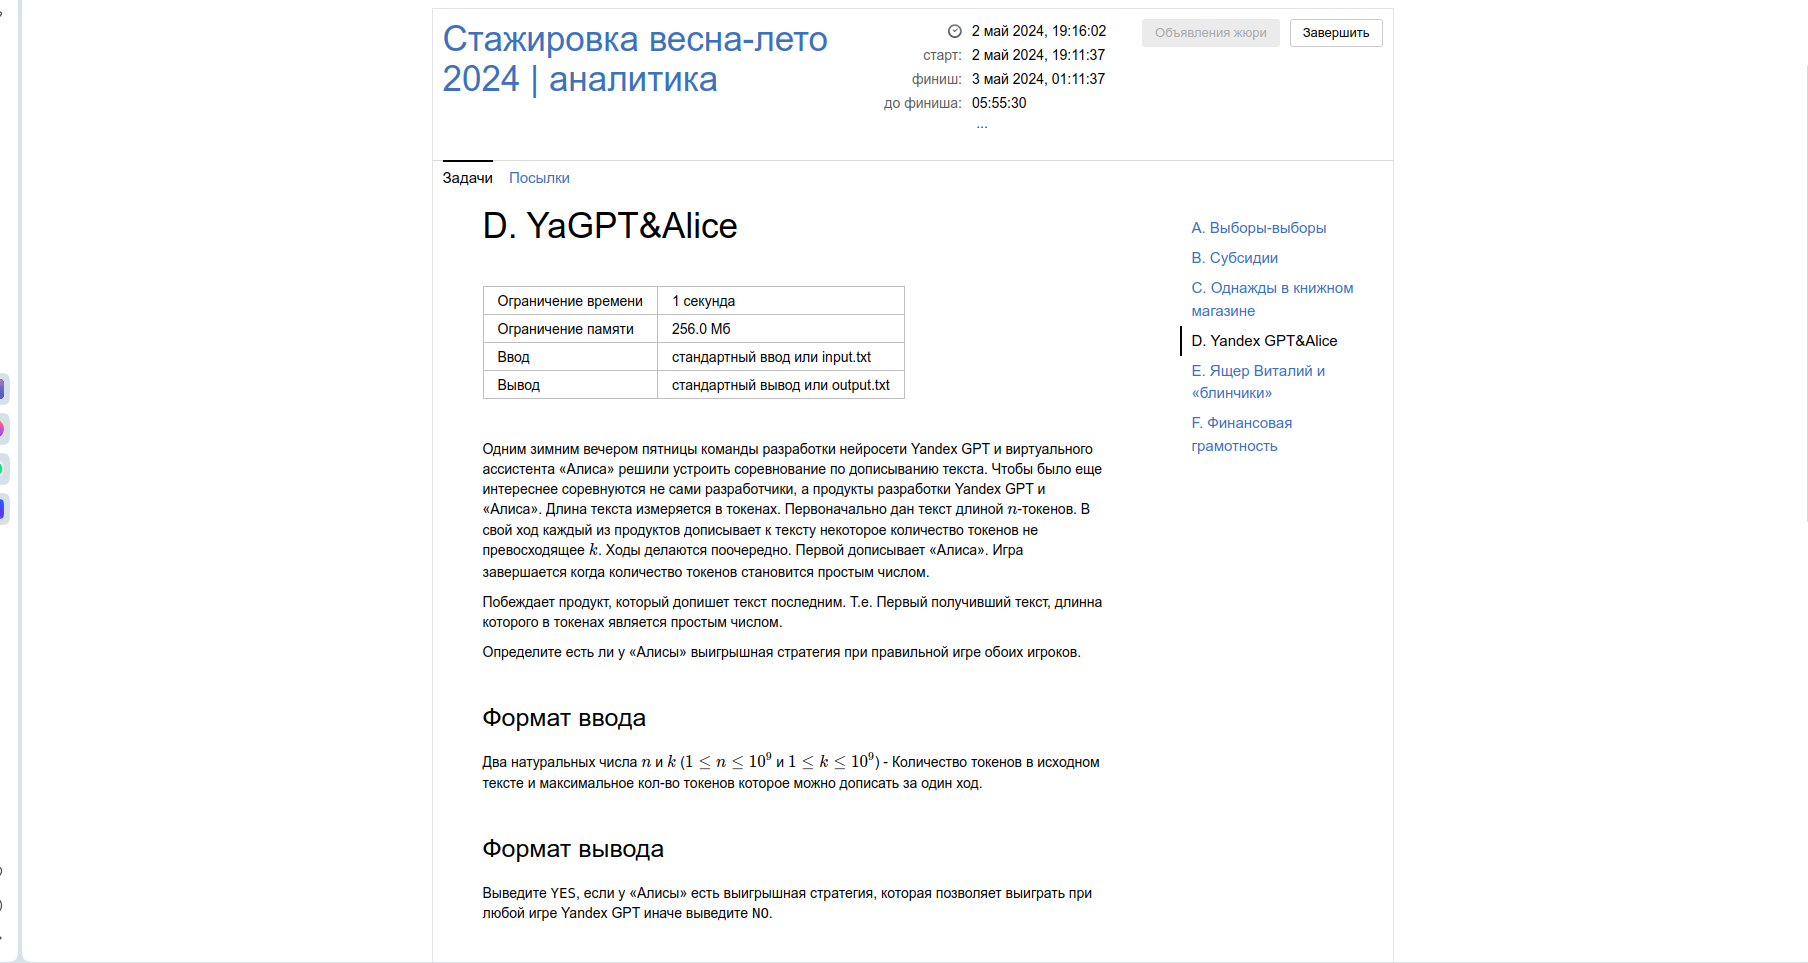 Стажировка весна-лето
2024 | аналитика
2 май 2024, 19:16:02
старт: 2 май 2024, 19:11:37
финиш: 3 май 2024, 01:11:37
до финиша: 05:55:30
...
Объявления жюри
Завершить
Задачи Посылки
D. YaGPT&Alice
Ограничение времени 1 секунда
Ограничение памяти 256.0 Мб
Ввод стандартный ввод или input.txt
Вывод стандартный вывод или output.txt
Одним зимним вечером пятницы команды разработки нейросети Yandex GPT и виртуального
ассистента «Алиса» решили устроить соревнование по дописыванию текста. Чтобы было еще
интереснее соревнуются не сами разработчики, а продукты разработки Yandex GPT и
«Алиса». Длина текста измеряется в токенах. Первоначально дан текст длиной n-токенов. В
свой ход каждый из продуктов дописывает к тексту некоторое количество токенов не
превосходящее k. Ходы делаются поочередно. Первой дописывает «Алиса». Игра
завершается когда количество токенов становится простым числом.
Побеждает продукт, который допишет текст последним. Т.е. Первый получивший текст, длинна
которого в токенах является простым числом.
Определите есть ли у «Алисы» выигрышная стратегия при правильной игре обоих игроков.
Формат ввода
Два натуральных числа n и k (1 ≤ n ≤ 10⁹ и 1 ≤ k ≤ 10⁹) - Количество токенов в исходном
тексте и максимальное кол-во токенов которое можно дописать за один ход.
Формат вывода
Выведите YES, если у «Алисы» есть выигрышная стратегия, которая позволяет выиграть при
любой игре Yandex GPT иначе выведите NO.
A. Выборы-выборы
B. Субсидии
C. Однажды в книжном
магазине
D. Yandex GPT&Alice
E. Ящер Виталий и
«блинчики»
F. Финансовая
грамотность